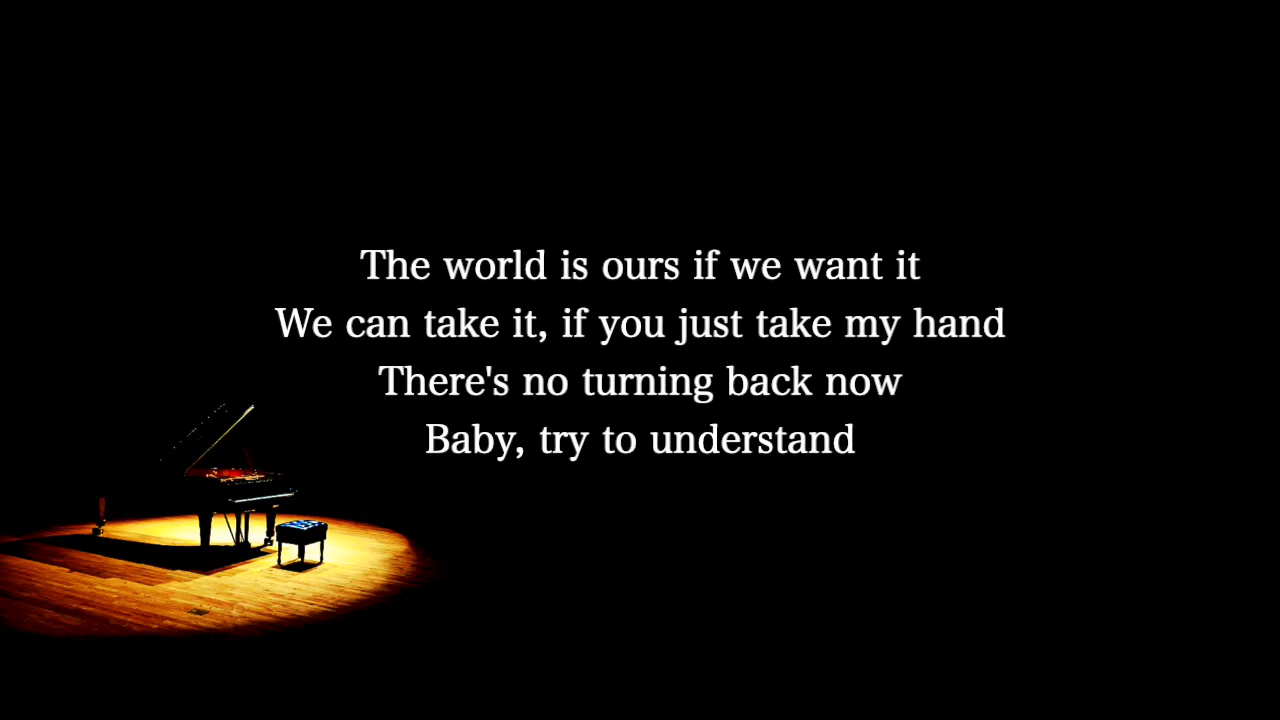 The world is ours if we want it
We can take it, if you just take my hand
There's no turning back now
Baby, try to understand